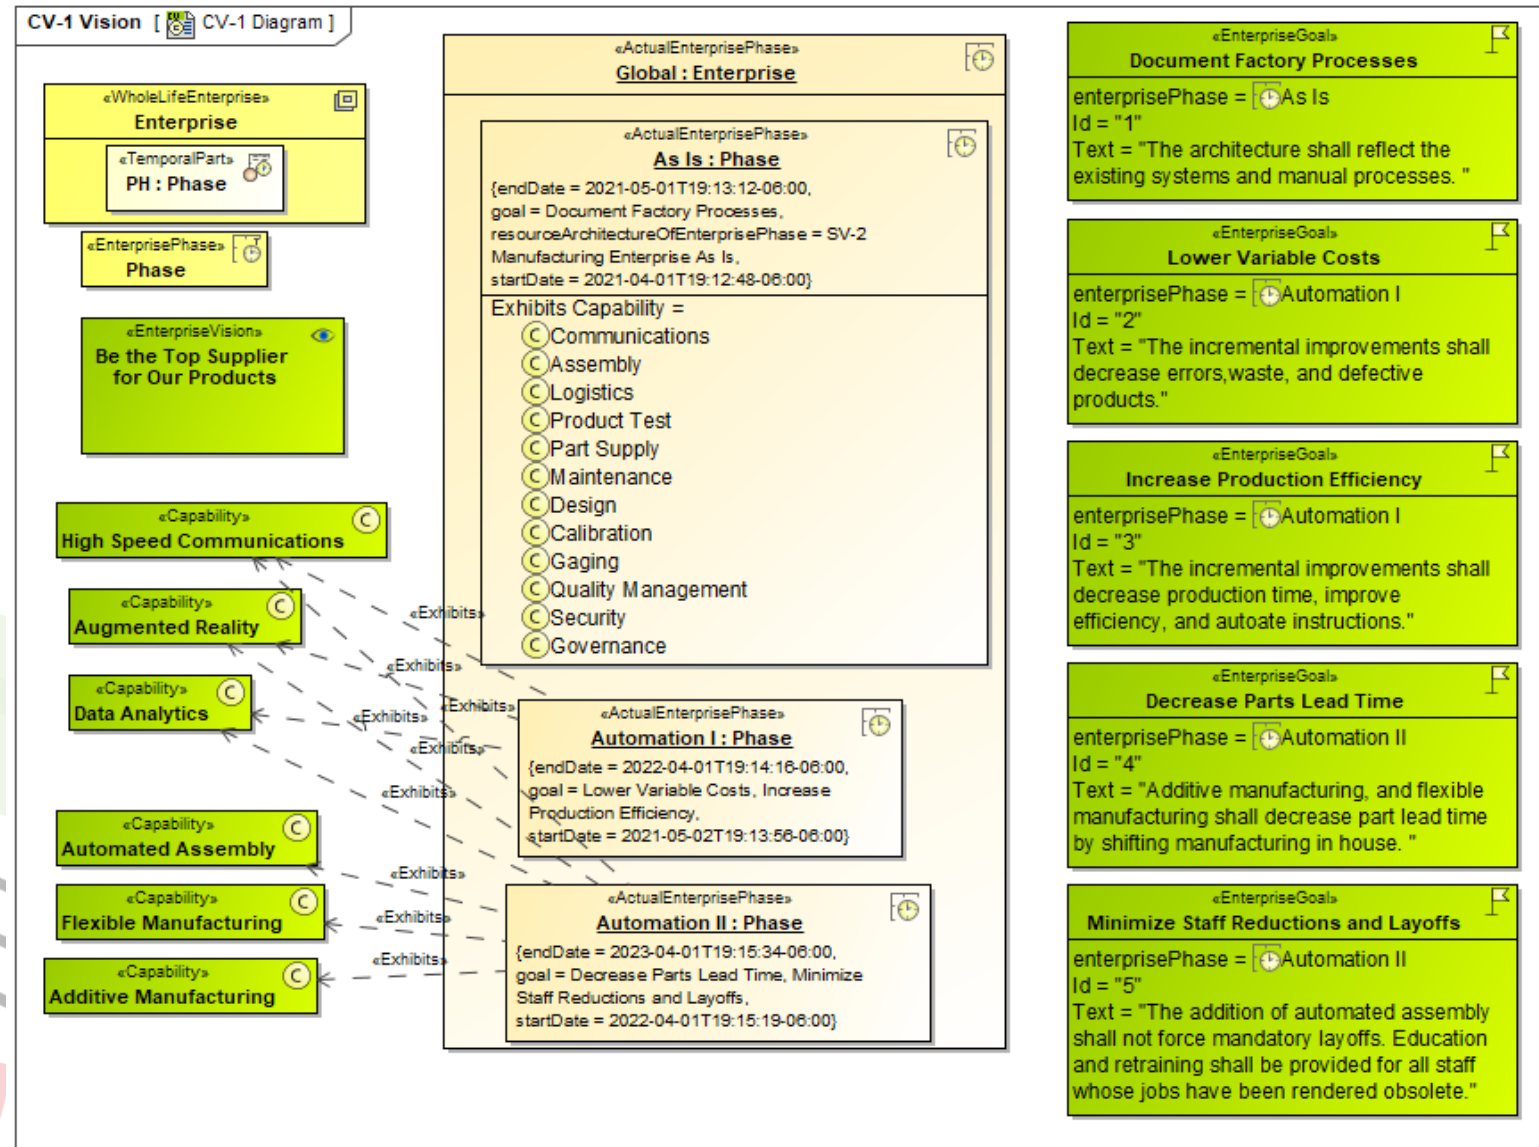 CV-1 Vision [ CV-1 Diagram ]
«WholeLifeEnterprise»
Enterprise
«TemporalPart»
PH : Phase
«EnterprisePhase»
Phase
«EnterpriseVision»
Be the Top Supplier
for Our Products
«Capability»
High Speed Communications
«Capability»
Augmented Reality
«Capability»
Data Analytics
«Capability»
Automated Assembly
«Capability»
Flexible Manufacturing
«Capability»
Additive Manufacturing
«Exhibits»
«Exhibits»
«Exhibits»
«Exhibits»
«Exhibits»
«Exhibits»
«Exhibits»
«Exhibits»
«Exhibits»
«ActualEnterprisePhase»
Global : Enterprise
«ActualEnterprisePhase»
As Is : Phase
{endDate = 2021-05-01T19:13:12-06:00,
goal = Document Factory Processes,
resourceArchitectureOfEnterprisePhase = SV-2
Manufacturing Enterprise As Is,
startDate = 2021-04-01T19:12:48-06:00}
Exhibits Capability =
C Communications
C Assembly
C Logistics
C Product Test
C Part Supply
C Maintenance
C Design
C Calibration
C Gaging
C Quality Management
C Security
C Governance
«ActualEnterprisePhase»
Automation I : Phase
{endDate = 2022-04-01T19:14:16-06:00,
goal = Lower Variable Costs, Increase
Production Efficiency,
startDate = 2021-05-02T19:13:56-06:00}
«ActualEnterprisePhase»
Automation II : Phase
{endDate = 2023-04-01T19:15:34-06:00,
goal = Decrease Parts Lead Time, Minimize
Staff Reductions and Layoffs,
startDate = 2022-04-01T19:15:19-06:00}
«EnterpriseGoal»
Document Factory Processes
enterprisePhase = As Is
Id = "1"
Text = "The architecture shall reflect the
existing systems and manual processes. "
«EnterpriseGoal»
Lower Variable Costs
enterprisePhase = Automation I
Id = "2"
Text = "The incremental improvements shall
decrease errors,waste, and defective
products."
«EnterpriseGoal»
Increase Production Efficiency
enterprisePhase = Automation I
Id = "3"
Text = "The incremental improvements shall
decrease production time, improve
efficiency, and autoate instructions."
«EnterpriseGoal»
Decrease Parts Lead Time
enterprisePhase = Automation II
Id = "4"
Text = "Additive manufacturing, and flexible
manufacturing shall decrease part lead time
by shifting manufacturing in house. "
«EnterpriseGoal»
Minimize Staff Reductions and Layoffs
enterprisePhase = Automation II
Id = "5"
Text = "The addition of automated assembly
shall not force mandatory layoffs. Education
and retraining shall be provided for all staff
whose jobs have been rendered obsolete."